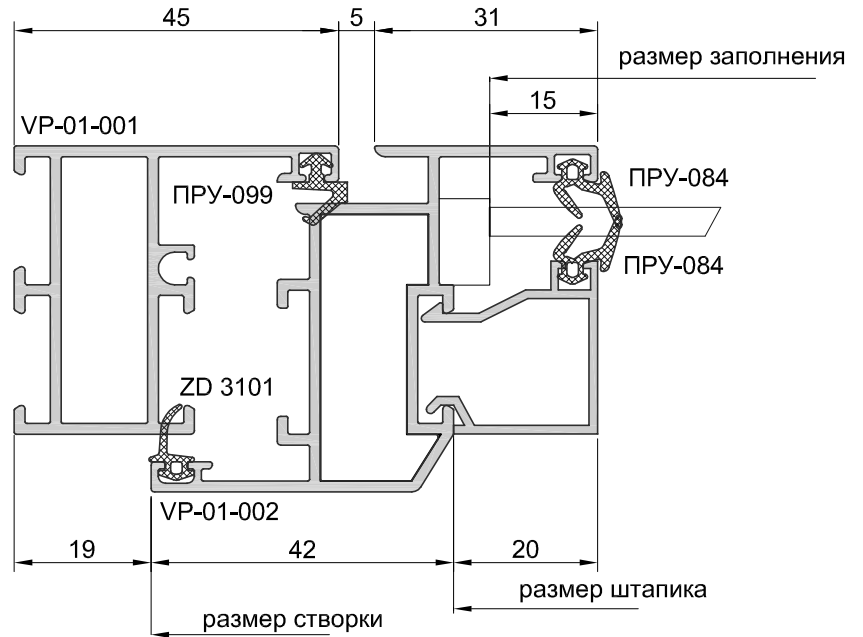 45
5
31
размер заполнения
15
VP-01-001
ПРУ-099
ПРУ-084
ПРУ-084
ZD 3101
VP-01-002
19
42
20
размер штапика
размер створки